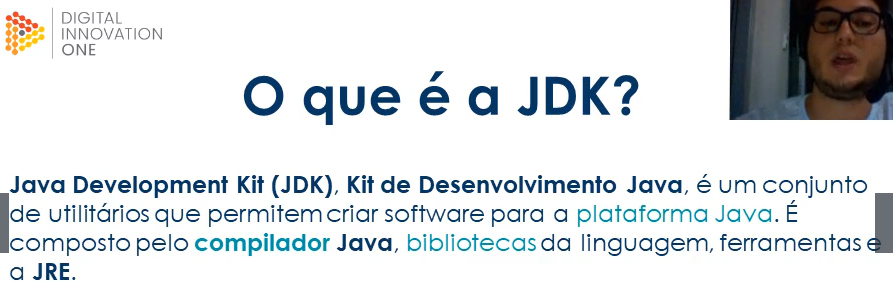 DIGITAL
INNOVATION
ONE
O que é a JDK?
Java Development Kit (JDK), Kit de Desenvolvimento Java, é um conjunto
de utilitários que permitem criar software para a plataforma Java. É
composto pelo compilador Java, bibliotecas da linguagem, ferramentas e
a JRE.